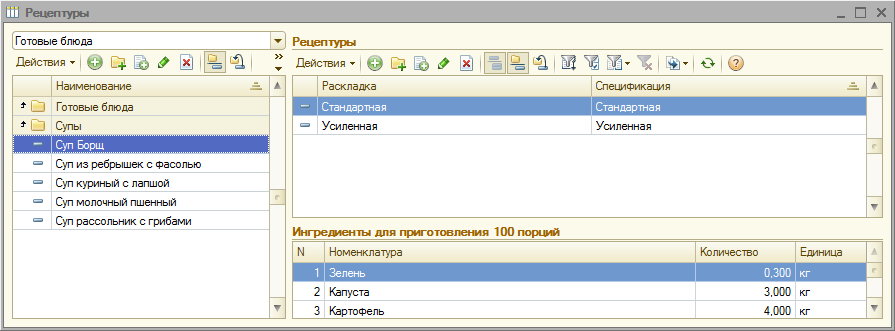 Рецептуры
Готовые блюда
Действия
Наименование
Готовые блюда
Супы
Суп Борщ
Суп из ребрышек с фасолью
Суп куриный с лапшой
Суп молочный пшенный
Суп рассольник с грибами
Рецептуры
Действия
Раскладка Спецификация
Стандартная Стандартная
Усиленная Усиленная
Ингредиенты для приготовления 100 порций
N Номенклатура Количество Единица
1 Зелень 0,300 кг
2 Капуста 3,000 кг
3 Картофель 4,000 кг